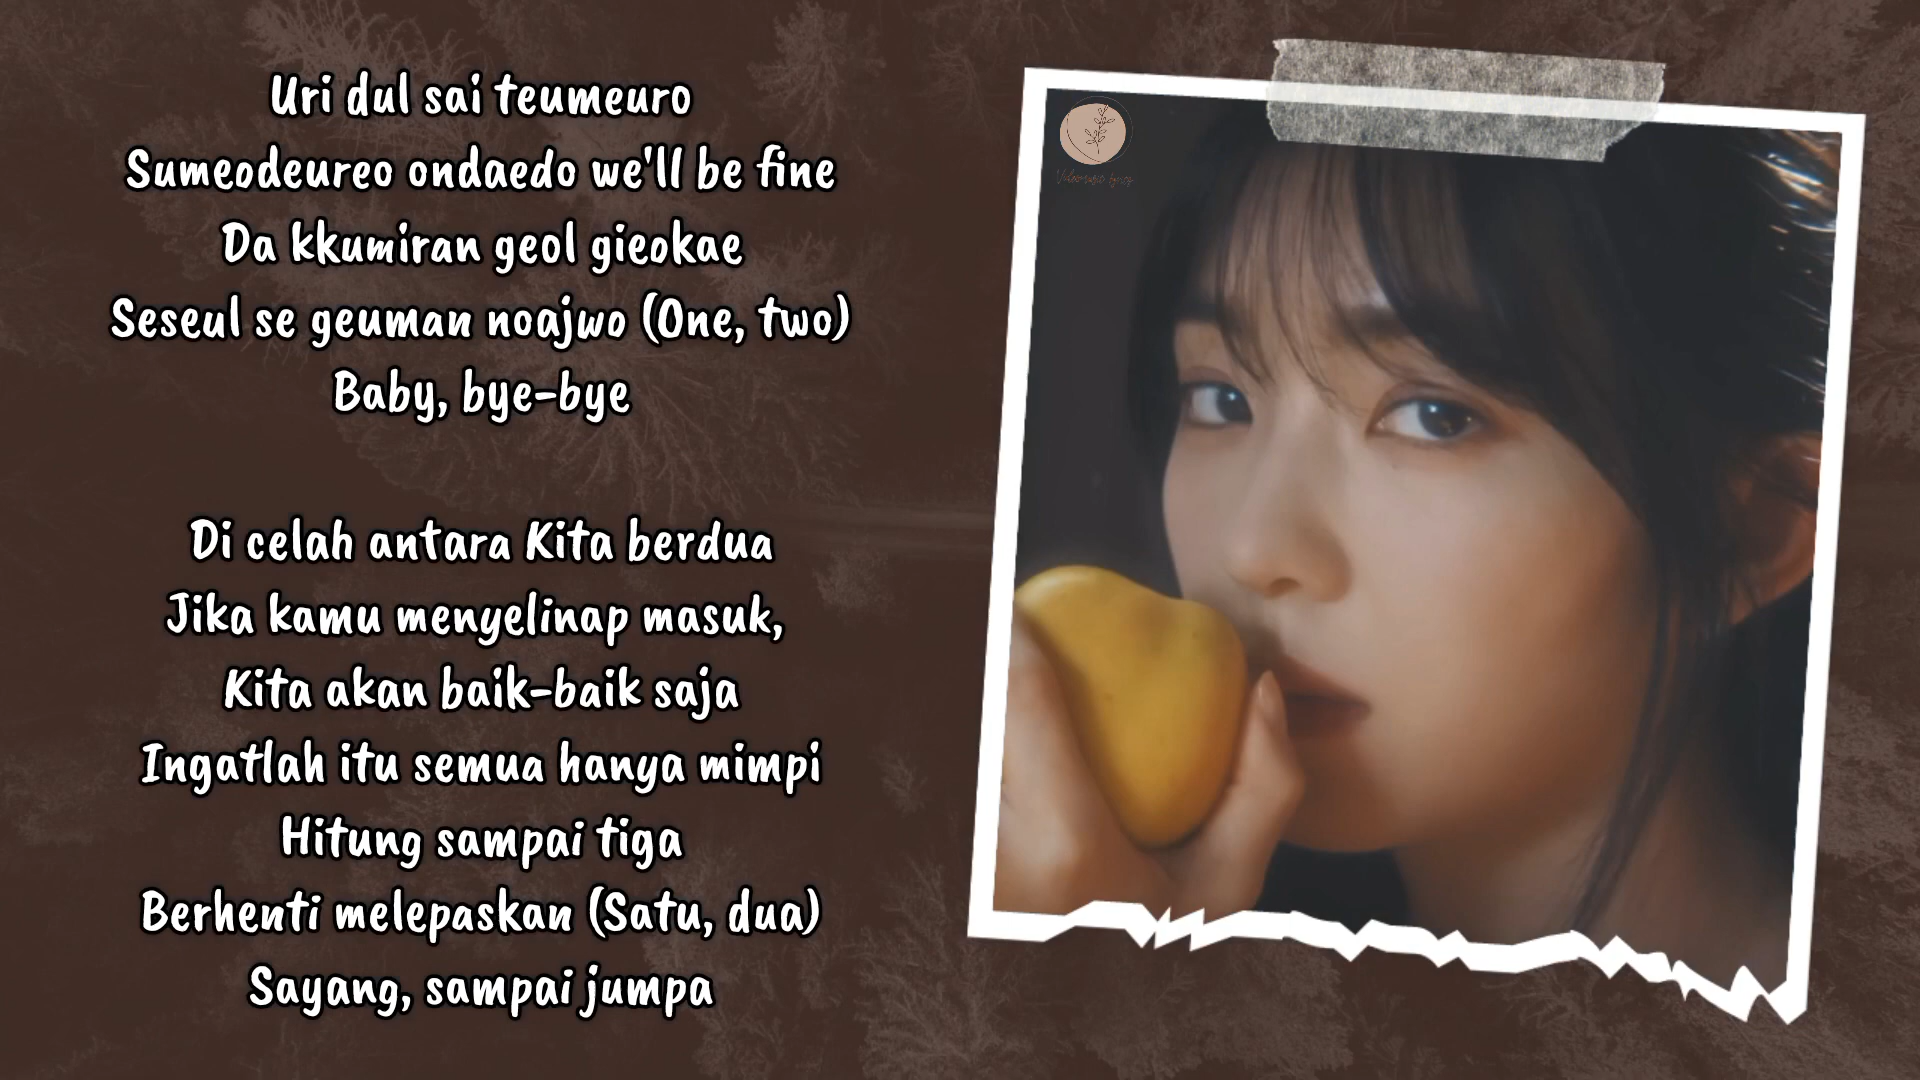 Uri dul sai teumeuro
Sumeodeureo ondaedo we'll be fine
Da kkumiran geol gieokae
Seseul se geuman noajwo (One, two)
Baby, bye-bye
Di celah antara Kita berdua
Jika kamu menyelinap masuk,
Kita akan baik-baik saja
Ingatlah itu semua hanya mimpi
Hitung sampai tiga
Berhenti melepaskan (Satu, dua)
Sayang, sampai jumpa